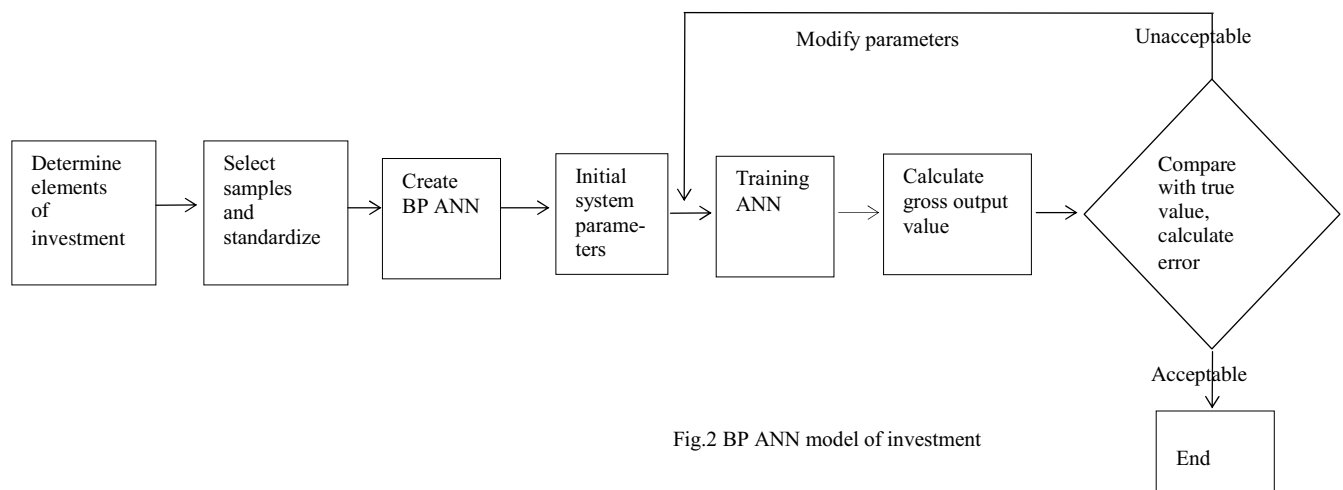 Modify parameters
Unacceptable
Determine
elements
of
investment
Select
samples
and
standardize
Create
BP ANN
Initial
system
parame-
ters
Training
ANN
Calculate
gross output
value
Compare
with true
value,
calculate
error
Acceptable
End
Fig.2 BP ANN model of investment